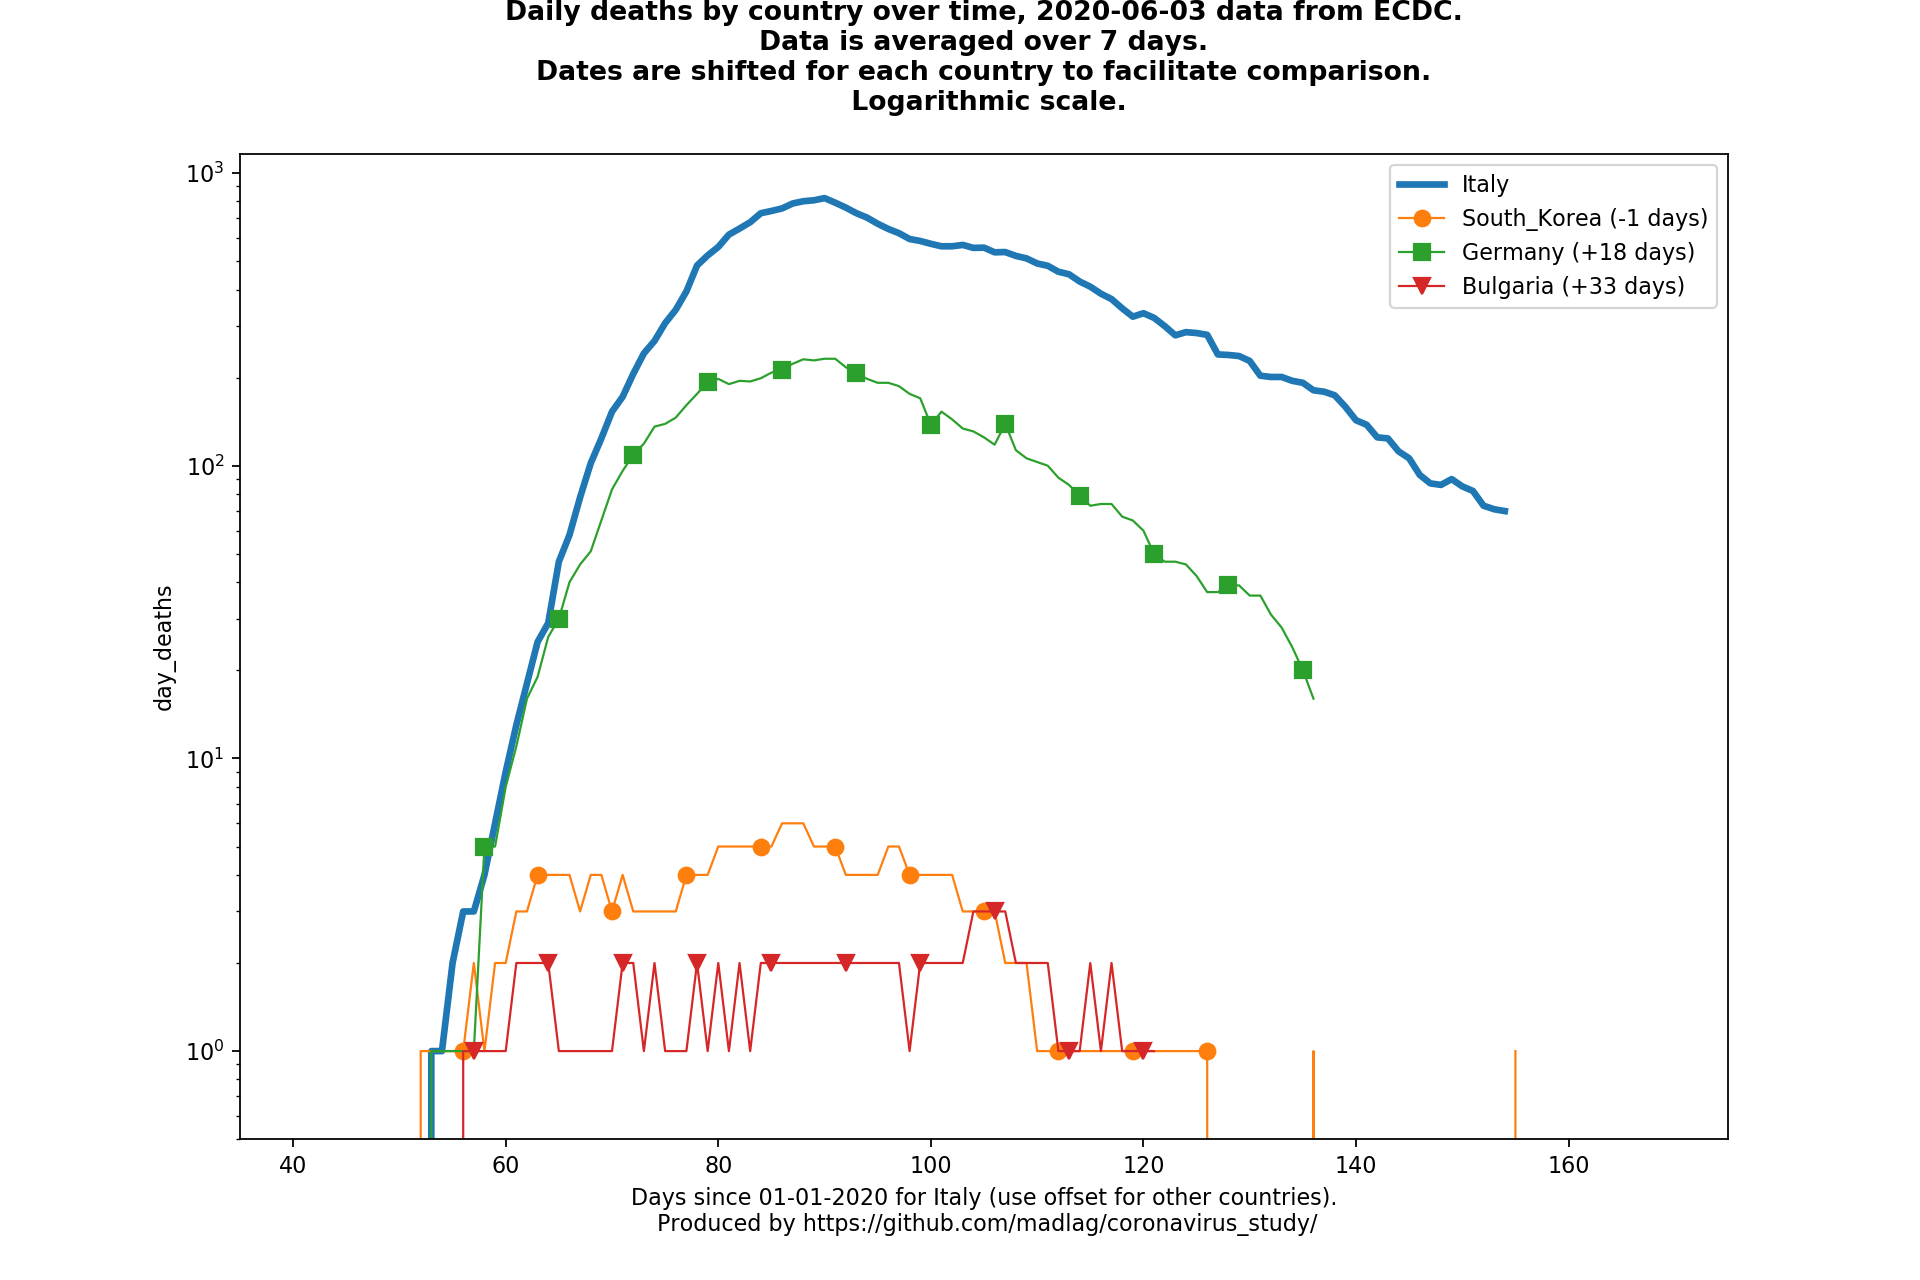 Daily deaths by country over time, 2020-06-03 data from ECDC.
Data is averaged over 7 days.
Dates are shifted for each country to facilitate comparison.
Logarithmic scale.
10³
10²
10¹
10⁰
day_deaths
Italy
South_Korea (-1 days)
Germany (+18 days)
Bulgaria (+33 days)
40 60 80 100 120 140 160
Days since 01-01-2020 for Italy (use offset for other countries).
Produced by https://github.com/madlag/coronavirus_study/